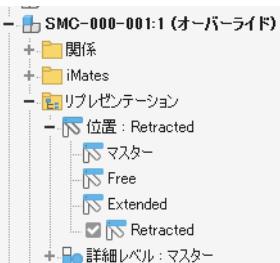 SMC-000-001:1 (オーバーライド)
関係
iMates
リプレゼンテーション
位置 : Retracted
マスター
Free
Extended
Retracted
詳細レベル : マスター